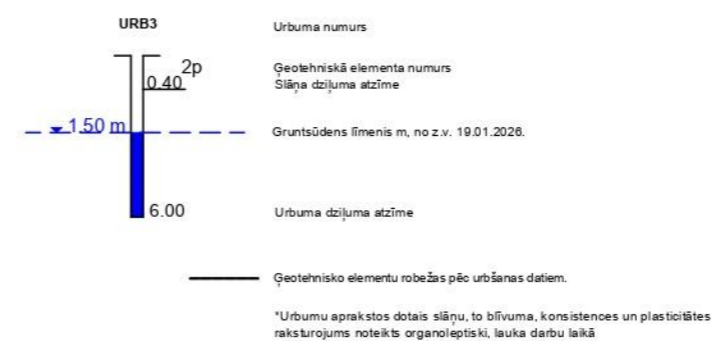 URB3
Urbuma numurs
2p
Ģeotehniskā elementa numurs
0.40
Slāņa dziļuma atzīme
1.50 m
Gruntsūdens līmenis m, no z.v. 19.01.2026.
6.00
Urbuma dziļuma atzīme
Ģeotehnisko elementu robežas pēc urbšanas datiem.
*Urbumu aprakstos dotais slāņu, to blīvuma, konsistences un plasticitātes
raksturojums noteikts organoleptiski, lauka darbu laikā